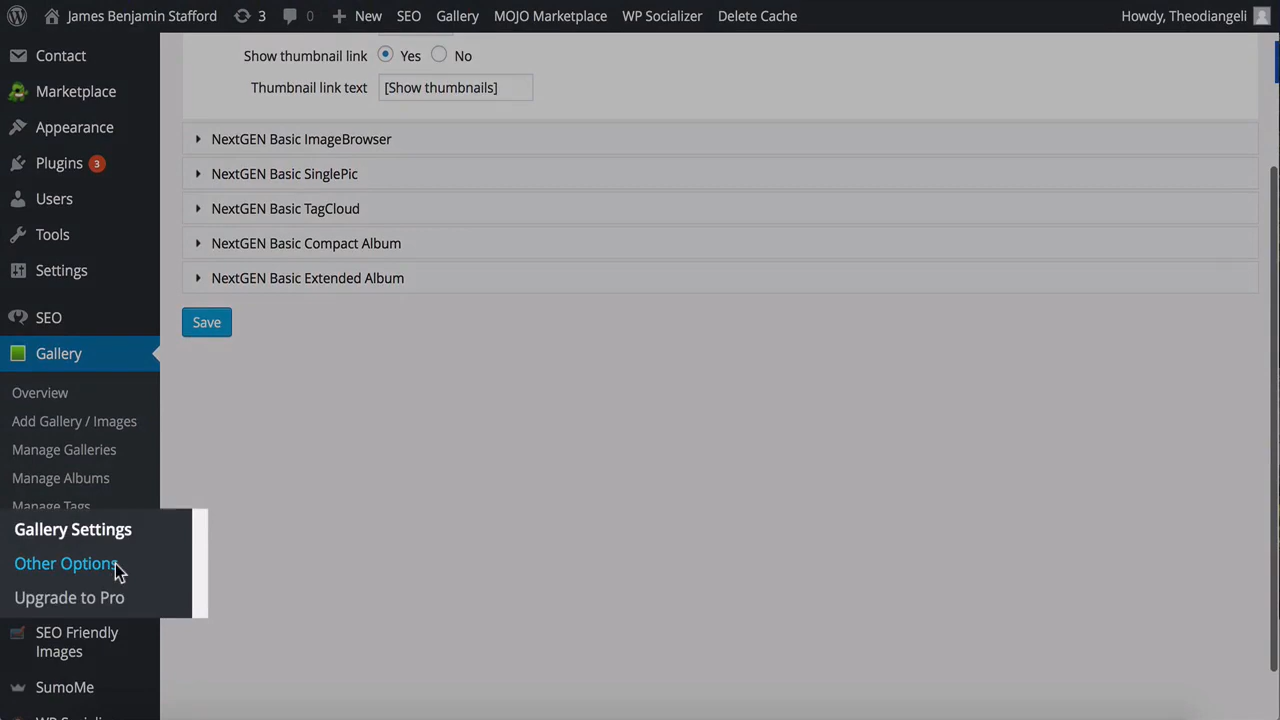 James Benjamin Stafford 3 0 New SEO Gallery MOJO Marketplace WP Socializer Delete Cache Howdy, Theodiangeli
Contact
Marketplace
Appearance
Plugins 3
Users
Tools
Settings
SEO
Gallery
Overview
Add Gallery / Images
Manage Galleries
Manage Albums
Manage Tags
Gallery Settings
Other Options
Upgrade to Pro
SEO Friendly
Images
SumoMe
Show thumbnail link Yes No
Thumbnail link text [Show thumbnails]
NextGEN Basic ImageBrowser
NextGEN Basic SinglePic
NextGEN Basic TagCloud
NextGEN Basic Compact Album
NextGEN Basic Extended Album
Save